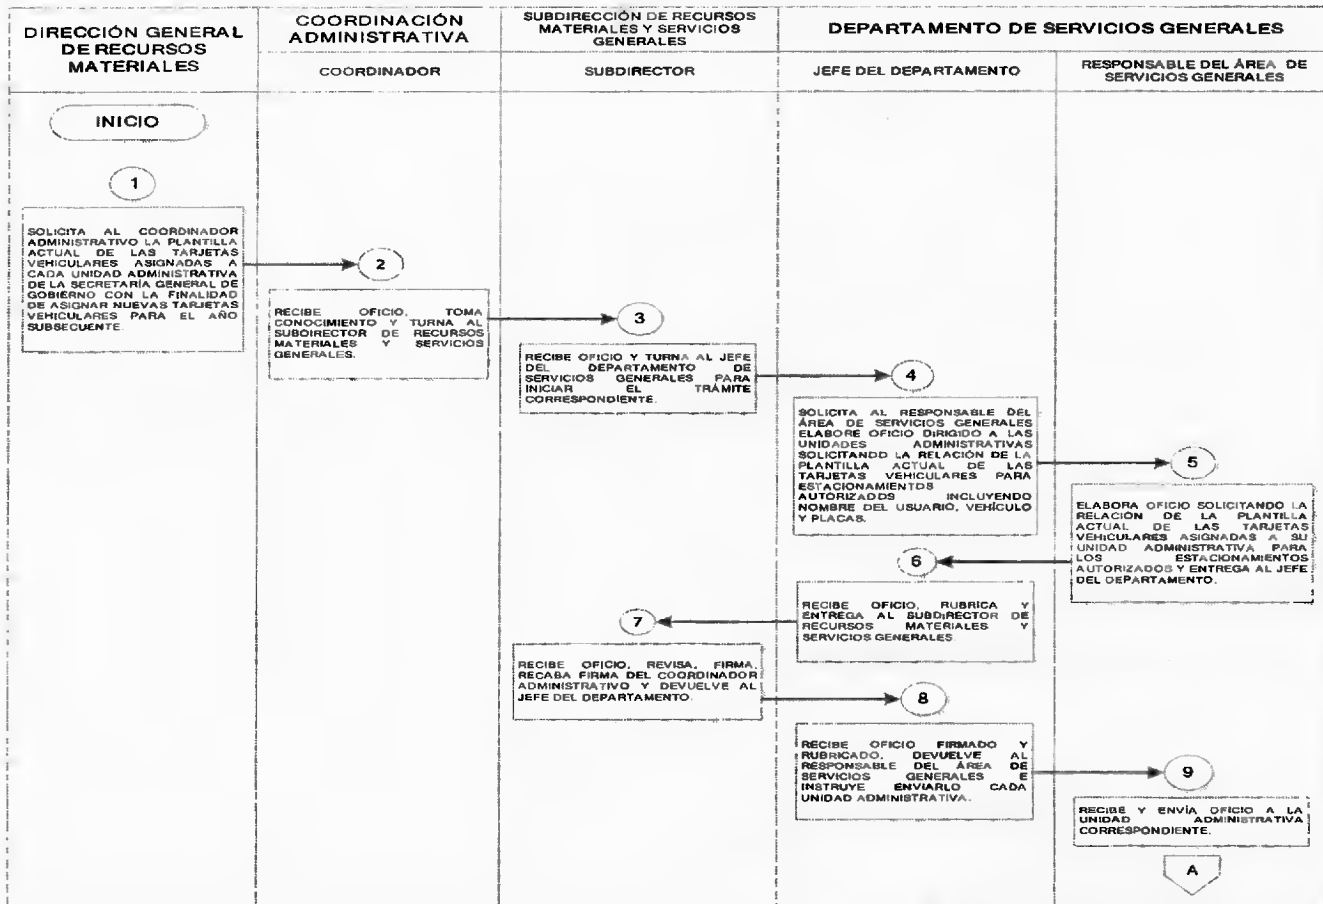 DIRECCIÓN GENERAL
DE RECURSOS
MATERIALES
COORDINACIÓN
ADMINISTRATIVA
COORDINADOR
SUBDIRECCIÓN DE RECURSOS
MATERIALES Y SERVICIOS
GENERALES
SUBDIRECTOR
DEPARTAMENTO DE SERVICIOS GENERALES
JEFE DEL DEPARTAMENTO
RESPONSABLE DEL ÁREA DE
SERVICIOS GENERALES
INICIO
1
SOLICITA AL COORDINADOR
ADMINISTRATIVO LA PLANTILLA
ACTUAL DE LAS TARJETAS
VEHICULARES ASIGNADAS A
CADA UNIDAD ADMINISTRATIVA
DE LA SECRETARÍA GENERAL DE
GOBIERNO CON LA FINALIDAD
DE ASIGNAR NUEVAS TARJETAS
VEHICULARES PARA EL AÑO
SUBSECUENTE.
2
RECIBE OFICIO, TOMA
CONOCIMIENTO Y TURNA AL
SUBDIRECTOR DE RECURSOS
MATERIALES Y SERVICIOS
GENERALES.
3
RECIBE OFICIO Y TURNA AL JEFE
DEL DEPARTAMENTO DE
SERVICIOS GENERALES PARA
INICIAR EL TRÁMITE
CORRESPONDIENTE.
4
SOLICITA AL RESPONSABLE DEL
ÁREA DE SERVICIOS GENERALES
ELABORE OFICIO DIRIGIDO A LAS
UNIDADES ADMINISTRATIVAS
SOLICITANDO LA RELACIÓN DE LA
PLANTILLA ACTUAL DE LAS
TARJETAS VEHICULARES PARA
ESTACIONAMIENTOS
AUTORIZADOS INCLUYENDO
NOMBRE DEL USUARIO, VEHÍCULO
Y PLACAS.
5
ELABORA OFICIO SOLICITANDO LA
RELACIÓN DE LA PLANTILLA
ACTUAL DE LAS TARJETAS
VEHICULARES ASIGNADAS A SU
UNIDAD ADMINISTRATIVA PARA
LOS ESTACIONAMIENTOS
AUTORIZADOS Y ENTREGA AL JEFE
DEL DEPARTAMENTO.
6
RECIBE OFICIO, RUBRICA Y
ENTREGA AL SUBDIRECTOR DE
RECURSOS MATERIALES Y
SERVICIOS GENERALES.
7
RECIBE OFICIO, REVISA, FIRMA,
RECABA FIRMA DEL COORDINADOR
ADMINISTRATIVO Y DEVUELVE AL
JEFE DEL DEPARTAMENTO.
8
RECIBE OFICIO FIRMADO Y
RUBRICADO, DEVUELVE AL
RESPONSABLE DEL ÁREA DE
SERVICIOS GENERALES E
INSTRUYE ENVIARLO CADA
UNIDAD ADMINISTRATIVA.
9
RECIBE Y ENVÍA OFICIO A LA
UNIDAD ADMINISTRATIVA
CORRESPONDIENTE.
A